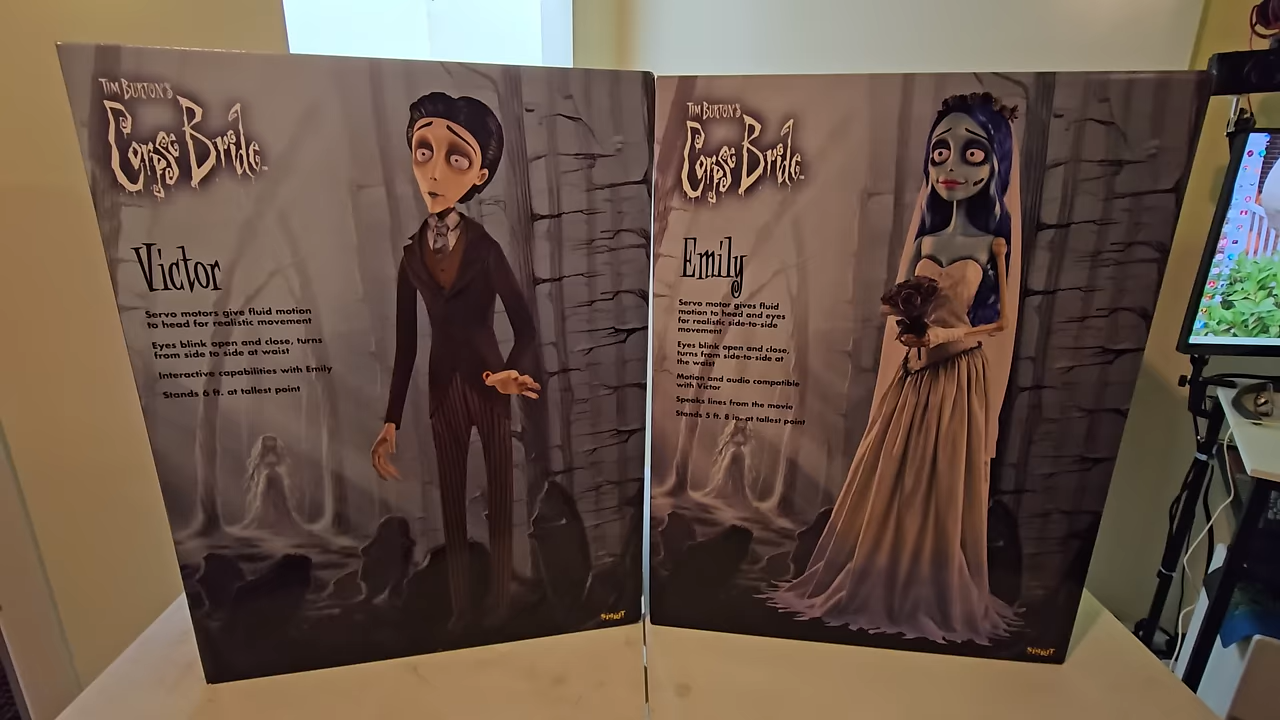 TIM BURTON'S
Corpse Bride
Victor
Servo motors give fluid motion
to head for realistic movement
Eyes blink open and close, turns
from side to side at waist
Interactive capabilities with Emily
Stands 6 ft. at tallest point
SPIRIT
TIM BURTON'S
Corpse Bride
Emily
Servo motor gives fluid
motion to head and eyes
for realistic side-to-side
movement
Eyes blink open and close,
turns from side-to-side at
the waist
Motion and audio compatible
with Victor
Speaks lines from the movie
Stands 5 ft. 8 in. at tallest point
SPIRIT